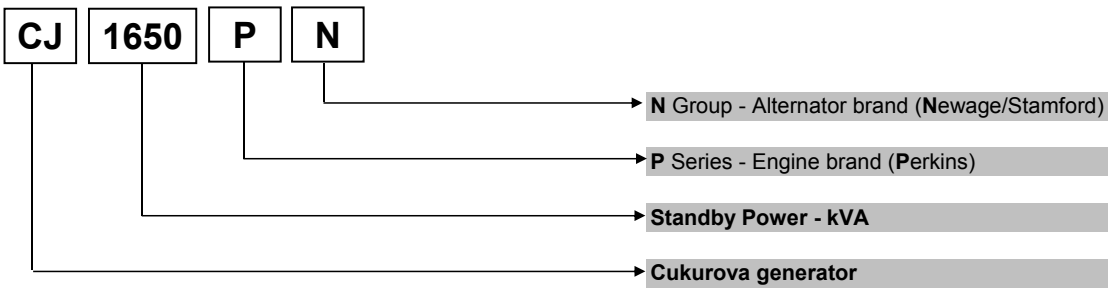 CJ 1650 P N
N Group - Alternator brand (Newage/Stamford)
P Series - Engine brand (Perkins)
Standby Power - kVA
Cukurova generator